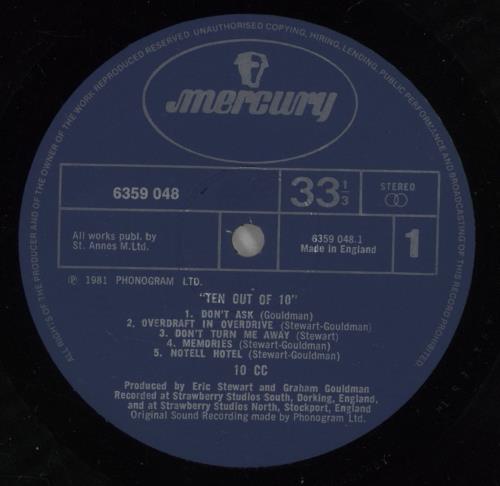 ALL RIGHTS OF THE PRODUCER AND OF THE OWNER OF THE WORK REPRODUCED RESERVED. UNAUTHORISED COPYING, HIRING, LENDING, PUBLIC PERFORMANCE AND BROADCASTING OF THIS RECORD PROHIBITED.
mercury
6359 048
33 1/3
STEREO
All works publ. by
St. Annes M.Ltd.
6359 048.1
Made in England
1
Ⓟ 1981 PHONOGRAM LTD.
"TEN OUT OF 10"
1. DON'T ASK (Gouldman)
2. OVERDRAFT IN OVERDRIVE (Stewart-Gouldman)
3. DON'T TURN ME AWAY (Stewart)
4. MEMORIES (Stewart-Gouldman)
5. NOTELL HOTEL (Stewart-Gouldman)
10 CC
Produced by Eric Stewart and Graham Gouldman
Recorded at Strawberry Studios South, Dorking, England,
and at Strawberry Studios North, Stockport, England
Original Sound Recording made by Phonogram Ltd.